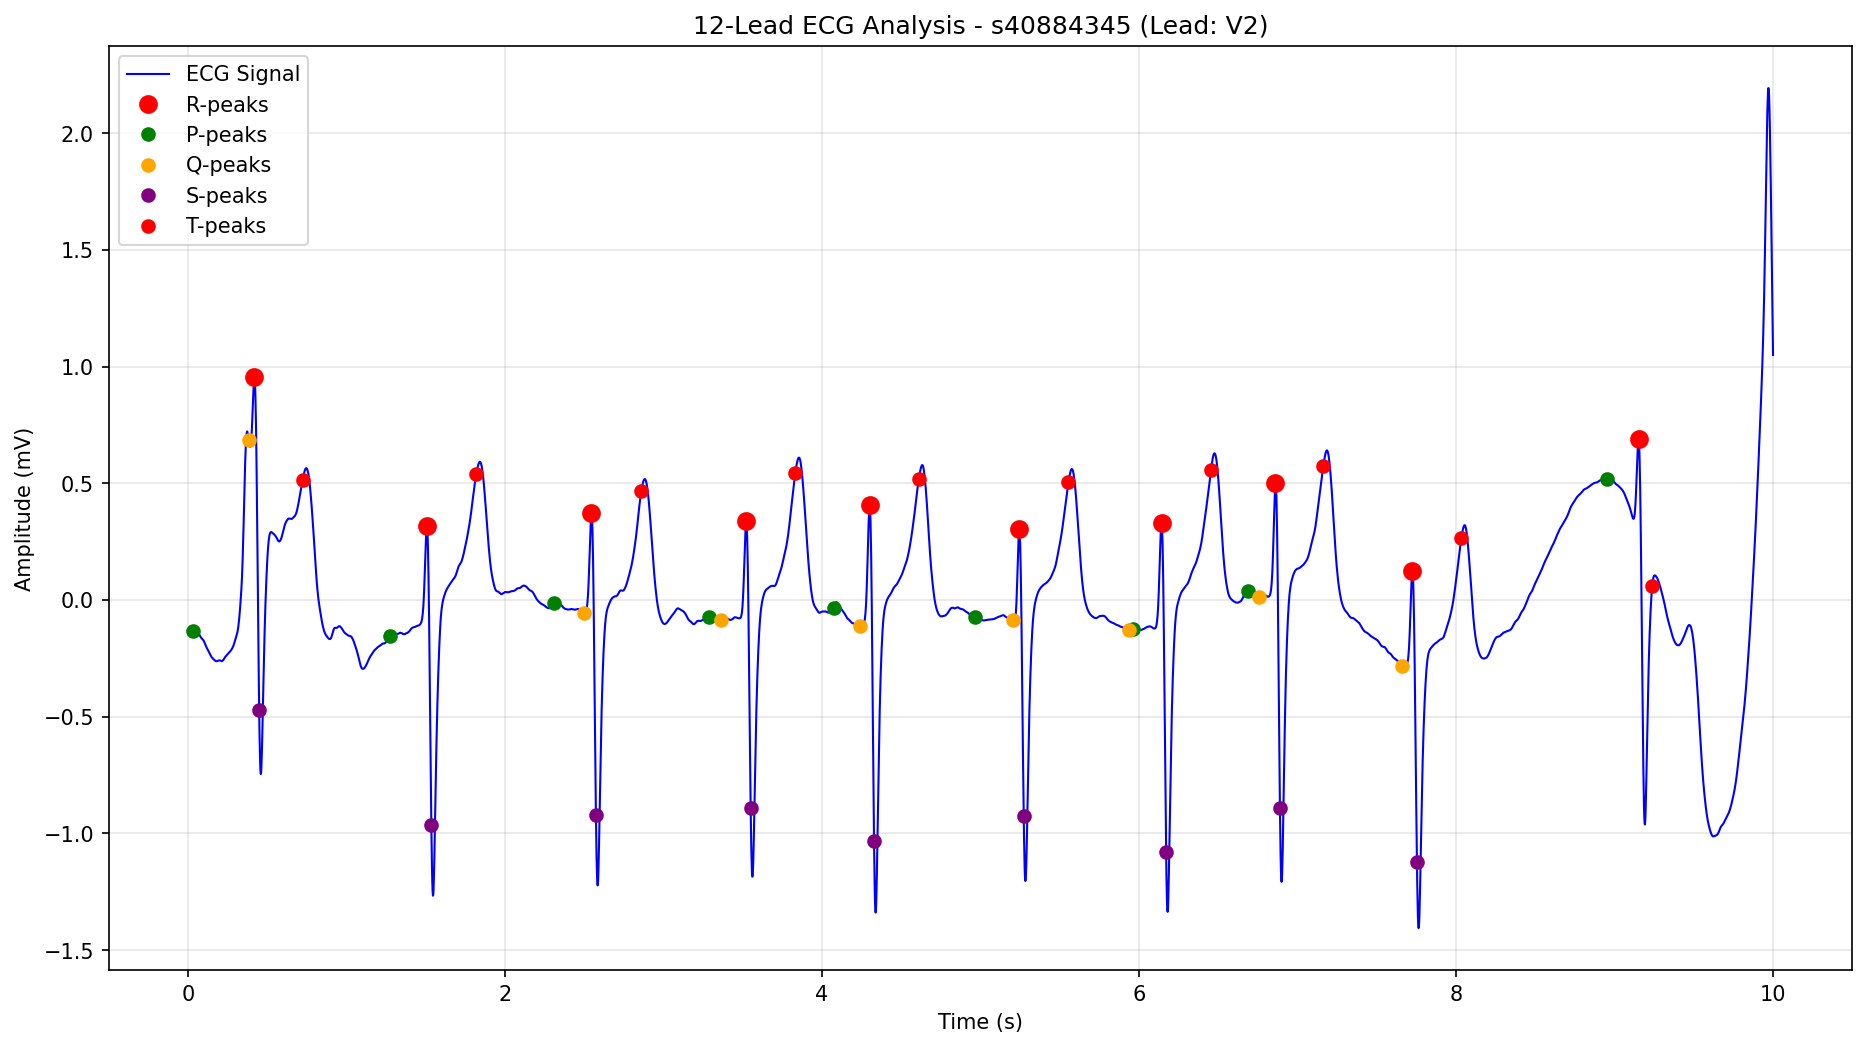 12-Lead ECG Analysis - s40884345 (Lead: V2)
ECG Signal
R-peaks
P-peaks
Q-peaks
S-peaks
T-peaks
Amplitude (mV)
2.0
1.5
1.0
0.5
0.0
−0.5
−1.0
−1.5
0 2 4 6 8 10
Time (s)